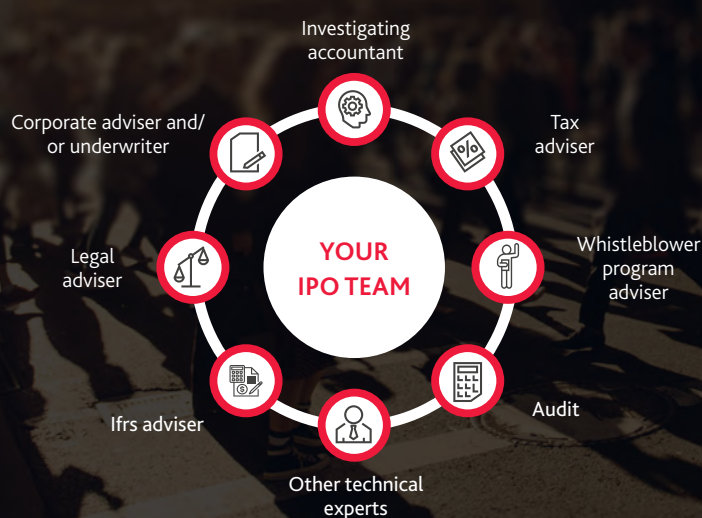 Investigating
accountant
Corporate adviser and/
or underwriter
Tax
adviser
Legal
adviser
YOUR
IPO TEAM
Whistleblower
program
adviser
Ifrs adviser
Audit
Other technical
experts